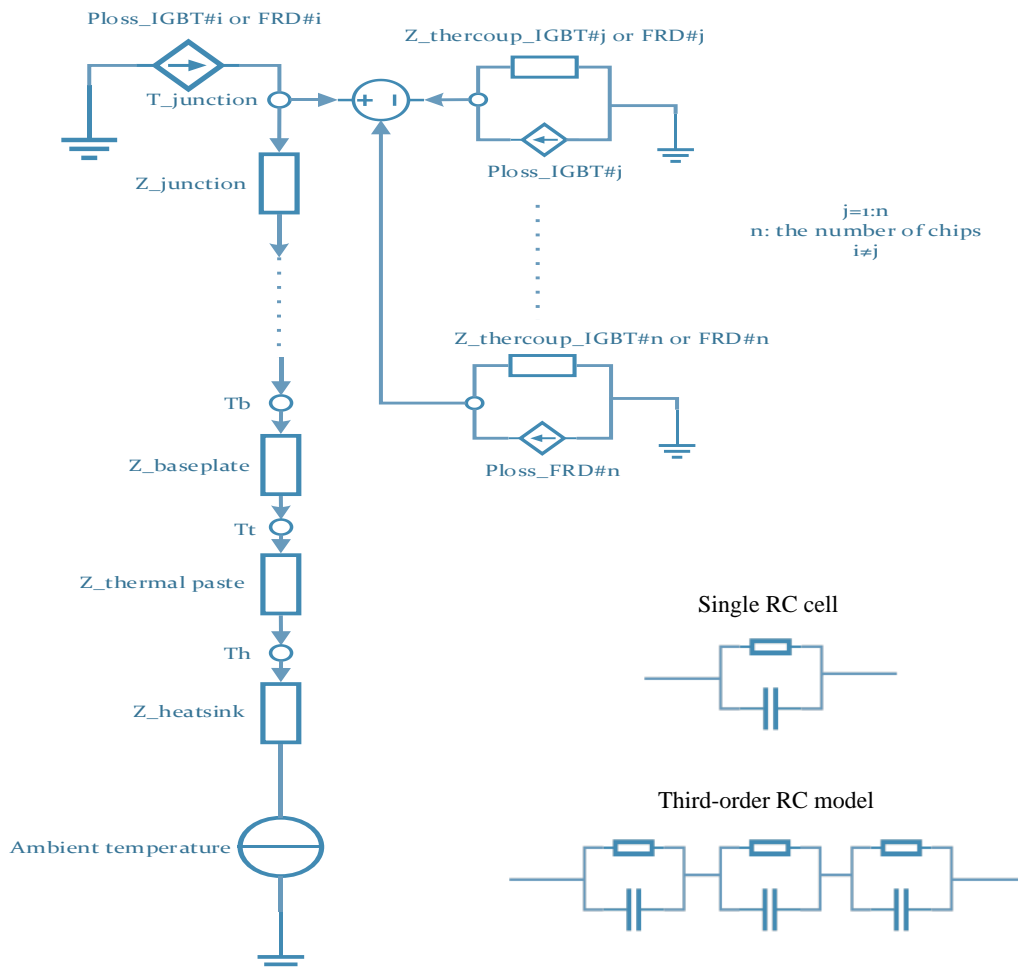 Ploss_IGBT#i or FRD#i
Z_thercoup_IGBT#j or FRD#j
T_junction
+ -
Ploss_IGBT#j
Z_junction
j=1:n
n: the number of chips
i≠j
Z_thercoup_IGBT#n or FRD#n
Tb
Z_baseplate
Ploss_FRD#n
Tt
Z_thermal paste
Single RC cell
Th
Z_heatsink
Third-order RC model
Ambient temperature